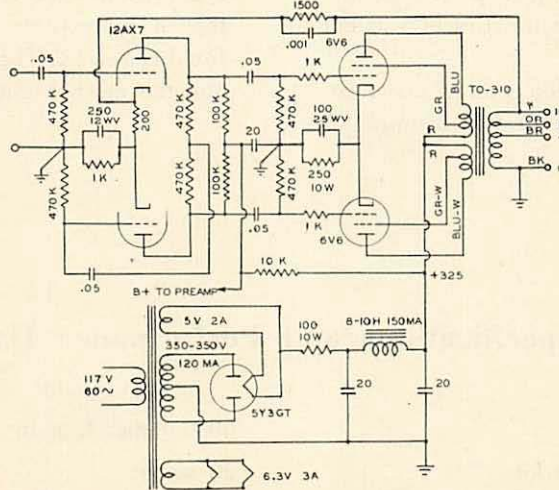 1500
12AX7
.001
6V6
.05
.05
1 K
BLU
GR
TO-310
Y
OR
BR
BK
R
R
GR-W
BLU-W
470 K
250
12WV
200
470 K
100K
20
470 K
100
25 WV
1 K
250
10W
470 K
470 K
100K
470 K
.05
1 K
6V6
.05
10 K
+325
B+ TO PREAMP
5V 2A
350-350V
120 MA
100
10W
8-10H 150MA
117 V
60~
5Y3GT
20
20
6.3V 3A